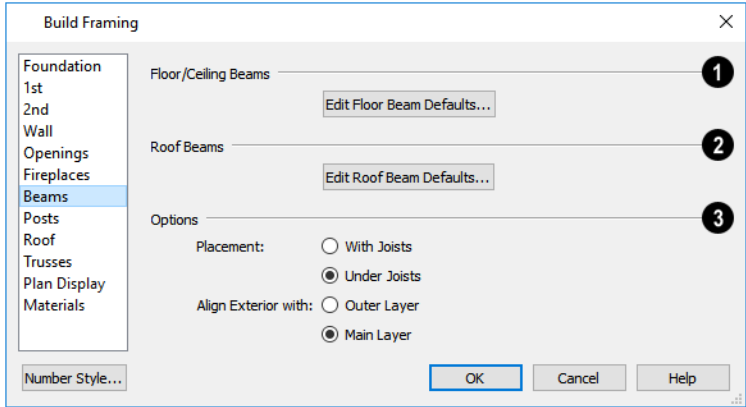 Build Framing
Foundation
1st
2nd
Wall
Openings
Fireplaces
Beams
Posts
Roof
Trusses
Plan Display
Materials
Number Style...
Floor/Ceiling Beams
1
Edit Floor Beam Defaults...
Roof Beams
2
Edit Roof Beam Defaults...
Options
3
Placement: With Joists
Under Joists
Align Exterior with: Outer Layer
Main Layer
OK Cancel Help